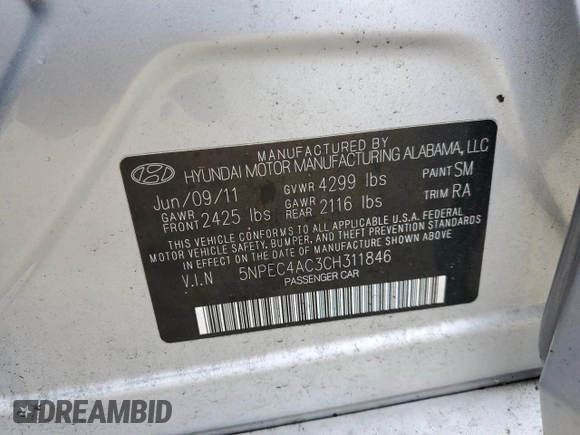 MANUFACTURED BY
HYUNDAI MOTOR MANUFACTURING ALABAMA, LLC
Jun/09/11 GVWR 4299 lbs PAINT SM
GAWR FRONT 2425 lbs GAWR REAR 2116 lbs TRIM RA
THIS VEHICLE CONFORMS TO ALL APPLICABLE U.S.A. FEDERAL
MOTOR VEHICLE SAFETY, BUMPER, AND THEFT PREVENTION STANDARDS
IN EFFECT ON THE DATE OF MANUFACTURE SHOWN ABOVE.
V.I.N 5NPEC4AC3CH311846
PASSENGER CAR
DREAMBID